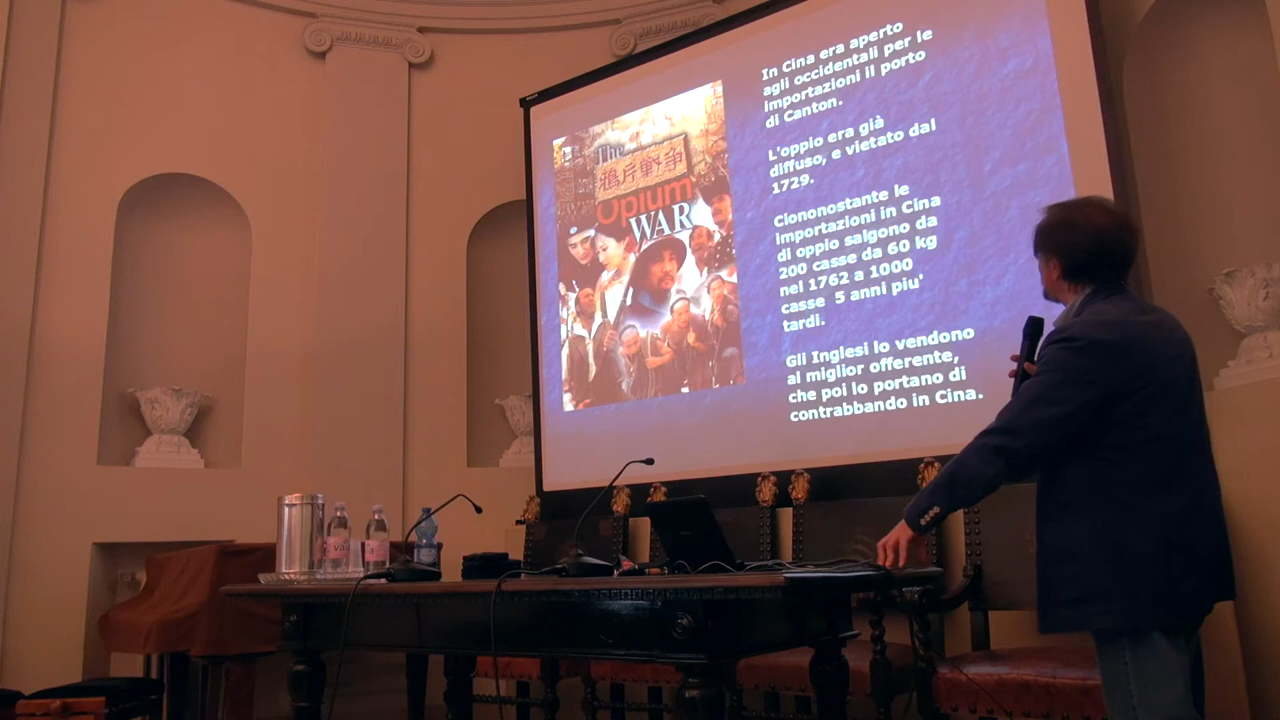 The
鴉片戰爭
Opium
WAR
In Cina era aperto
agli occidentali per le
importazioni il porto
di Canton.
L'oppio era già
diffuso, e vietato dal
1729.
Ciononostante le
importazioni in Cina
di oppio salgono da
200 casse da 60 kg
nel 1762 a 1000
casse 5 anni piu'
tardi.
Gli Inglesi lo vendono
al miglior offerente,
che poi lo portano di
contrabbando in Cina.